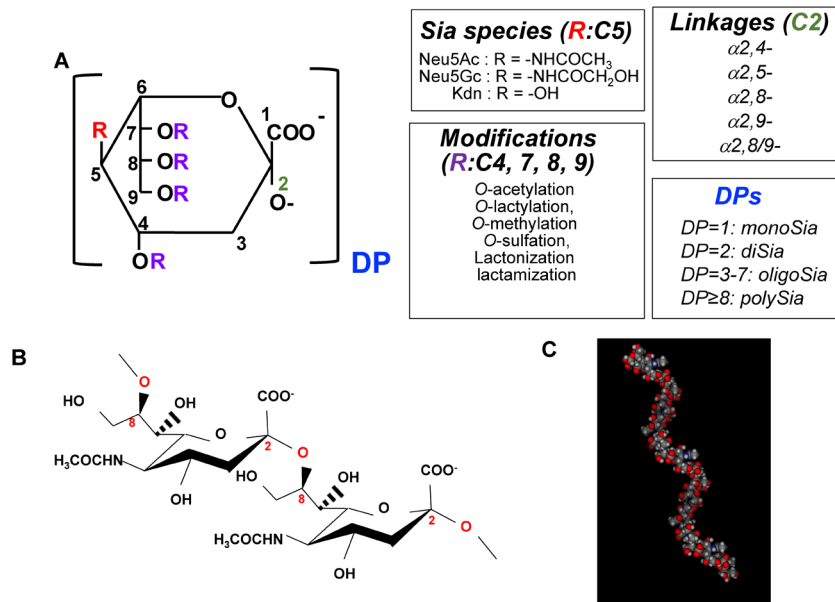 A
6
O
1
COO-
R
7
OR
8
OR
5
2
9
OR
O-
4
3
OR
DP
Sia species (R:C5)
Neu5Ac : R = -NHCOCH3
Neu5Gc : R = -NHCOCH2OH
Kdn : R = -OH
Modifications
(R:C4, 7, 8, 9)
O-acetylation
O-lactylation,
O-methylation
O-sulfation,
Lactonization
lactamization
Linkages (C2)
α2,4-
α2,5-
α2,8-
α2,9-
α2,8/9-
DPs
DP=1: monoSia
DP=2: diSia
DP=3-7: oligoSia
DP≥8: polySia
B
O
HO
8
OH
COO-
O
2
O
H3COCHN
OH
HO
8
OH
COO-
O
2
O
H3COCHN
OH
C